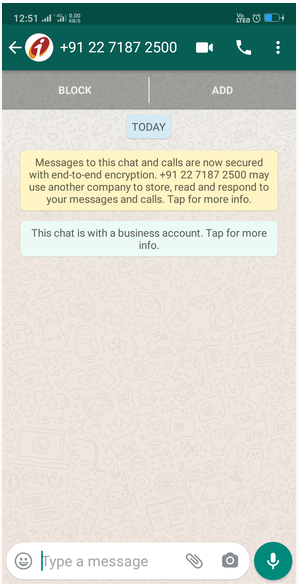 12:51 0.00 KB/S Vo LTE
+91 22 7187 2500
BLOCK ADD
TODAY
Messages to this chat and calls are now secured
with end-to-end encryption. +91 22 7187 2500 may
use another company to store, read and respond to
your messages and calls. Tap for more info.
This chat is with a business account. Tap for more
info.
Type a message